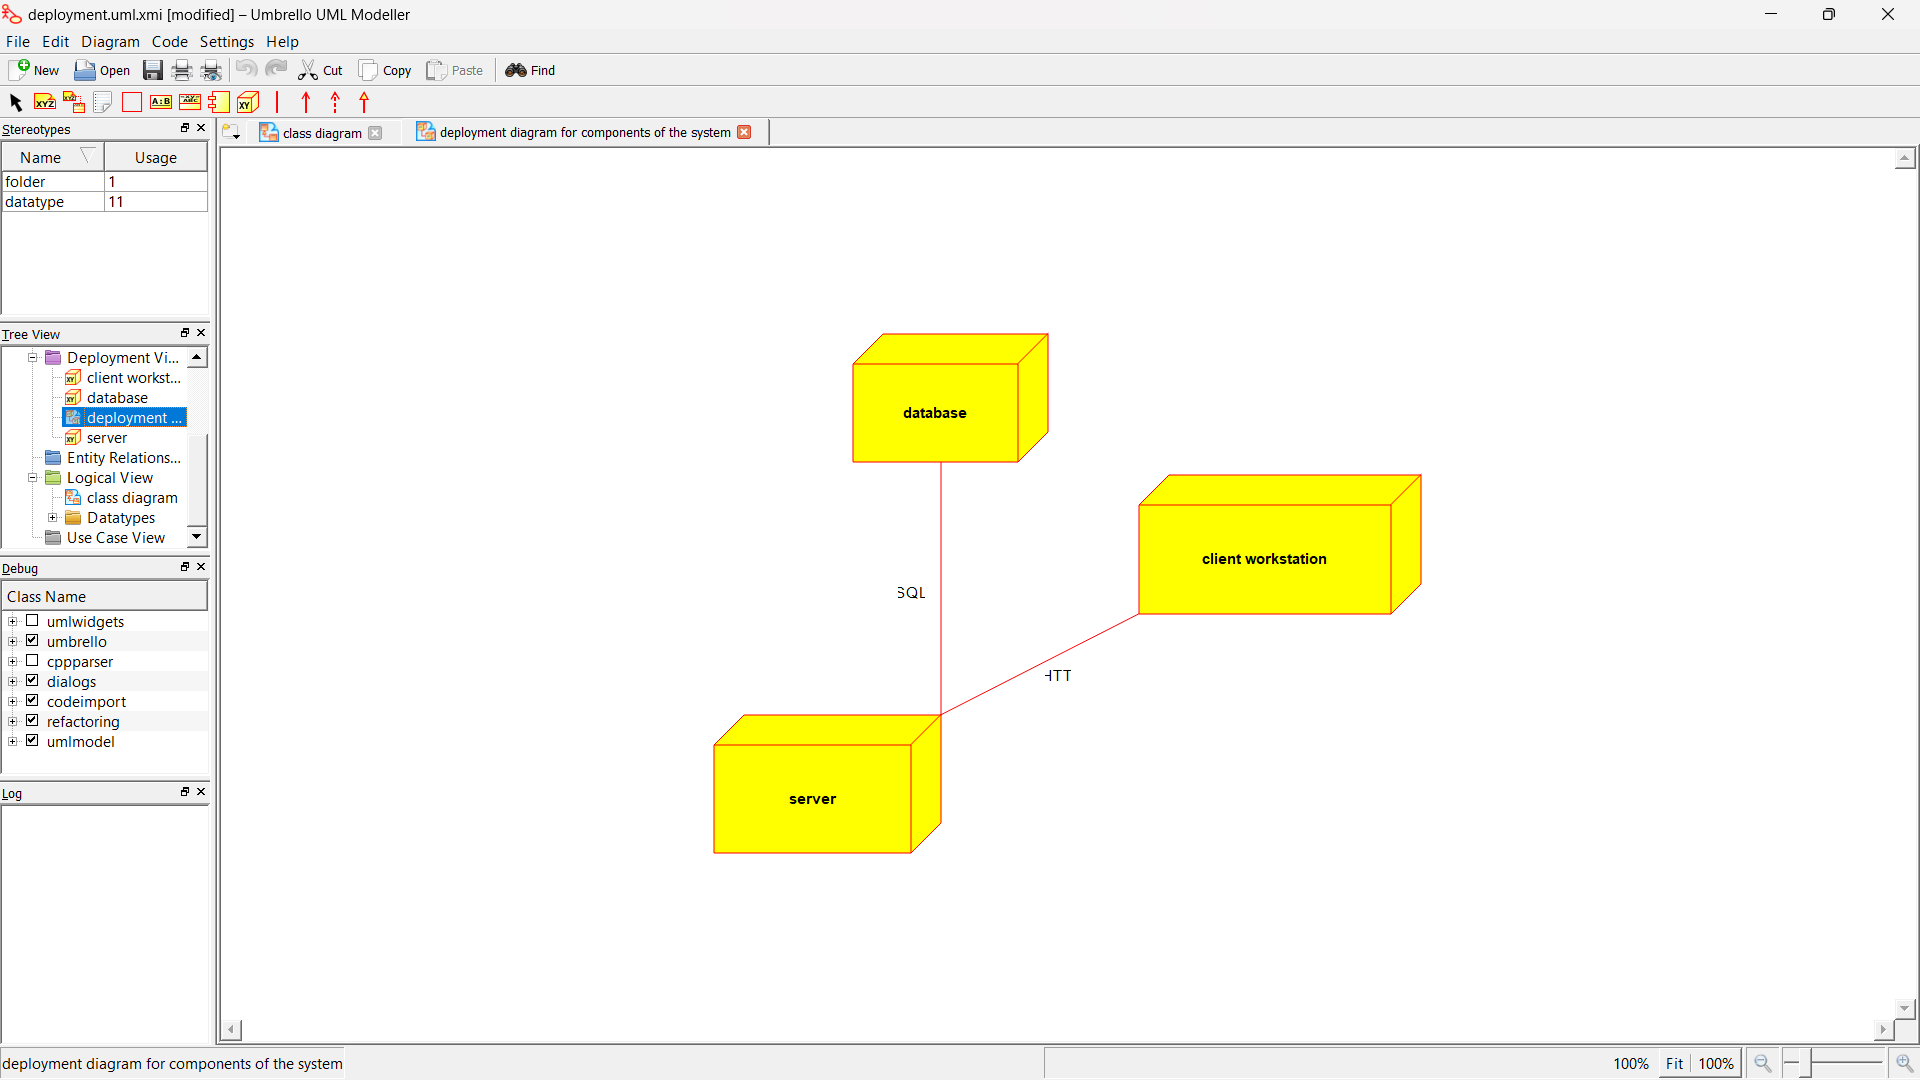 deployment.uml.xmi [modified] – Umbrello UML Modeller
File Edit Diagram Code Settings Help
New Open Cut Copy Paste Find
Stereotypes
Name Usage
folder 1
datatype 11
Tree View
Deployment Vi...
client workst...
database
deployment ...
server
Entity Relations...
Logical View
class diagram
Datatypes
Use Case View
Debug
Class Name
umlwidgets
umbrello
cppparser
dialogs
codeimport
refactoring
umlmodel
Log
class diagram
deployment diagram for components of the system
database
client workstation
SQL
server
deployment diagram for components of the system
100% Fit 100%